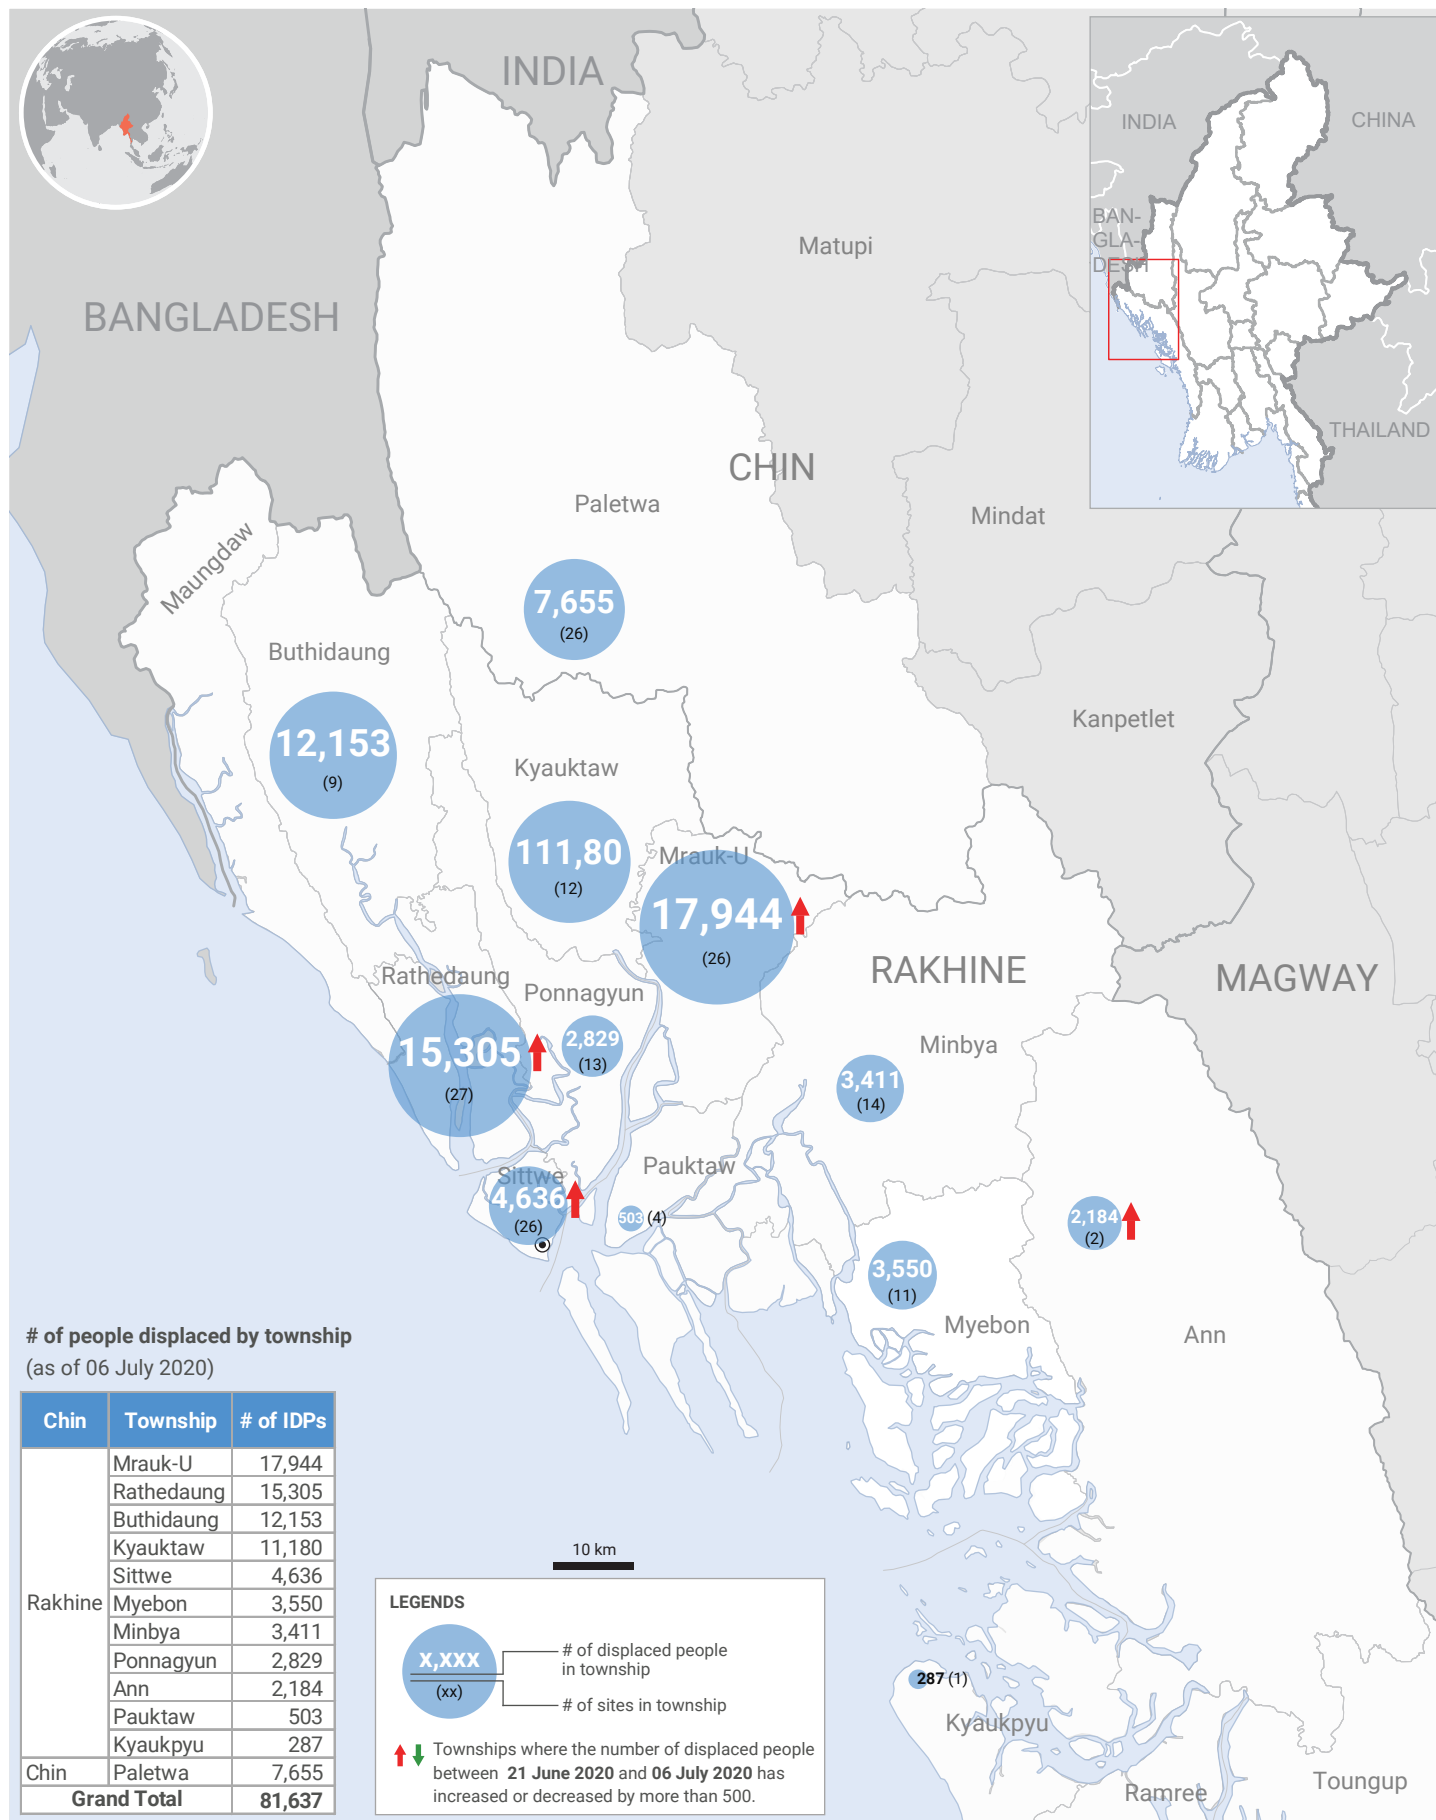 INDIA
BANGLADESH
Matupi
INDIA
CHINA
BAN-
GLA-
DESH
THAILAND
CHIN
Paletwa
7,655
(26)
Mindat
Maungdaw
Buthidaung
12,153
(9)
Kyauktaw
111,80
(12)
Kanpetlet
Mrauk-U
17,944
(26)
RAKHINE
MAGWAY
Rathedaung
15,305
(27)
Ponnagyun
2,829
(13)
Minbya
3,411
(14)
Sittwe
4,636
(26)
Pauktaw
503 (4)
2,184
(2)
3,550
(11)
Myebon
Ann
# of people displaced by township
(as of 06 July 2020)
Chin Township # of IDPs
Rakhine
Mrauk-U 17,944
Rathedaung 15,305
Buthidaung 12,153
Kyauktaw 11,180
Sittwe 4,636
Myebon 3,550
Minbya 3,411
Ponnagyun 2,829
Ann 2,184
Pauktaw 503
Kyaukpyu 287
Chin Paletwa 7,655
Grand Total 81,637
10 km
LEGENDS
x,xxx
(xx)
# of displaced people
in township
# of sites in township
Townships where the number of displaced people
between 21 June 2020 and 06 July 2020 has
increased or decreased by more than 500.
287 (1)
Kyaukpyu
Ramree
Toungup